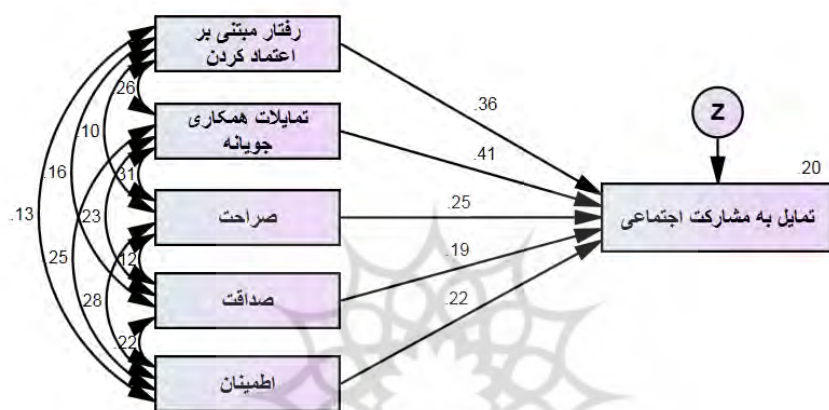 رفتار مبتنی بر
اعتماد کردن
.26
.36
تمایلات همکاری
جویانه
.10
.41
Z
.16
.31
.20
.13
.23
صراحت
.25
تمایل به مشارکت اجتماعی
.25
.12
.19
.28
صداقت
.22
.22
اطمینان